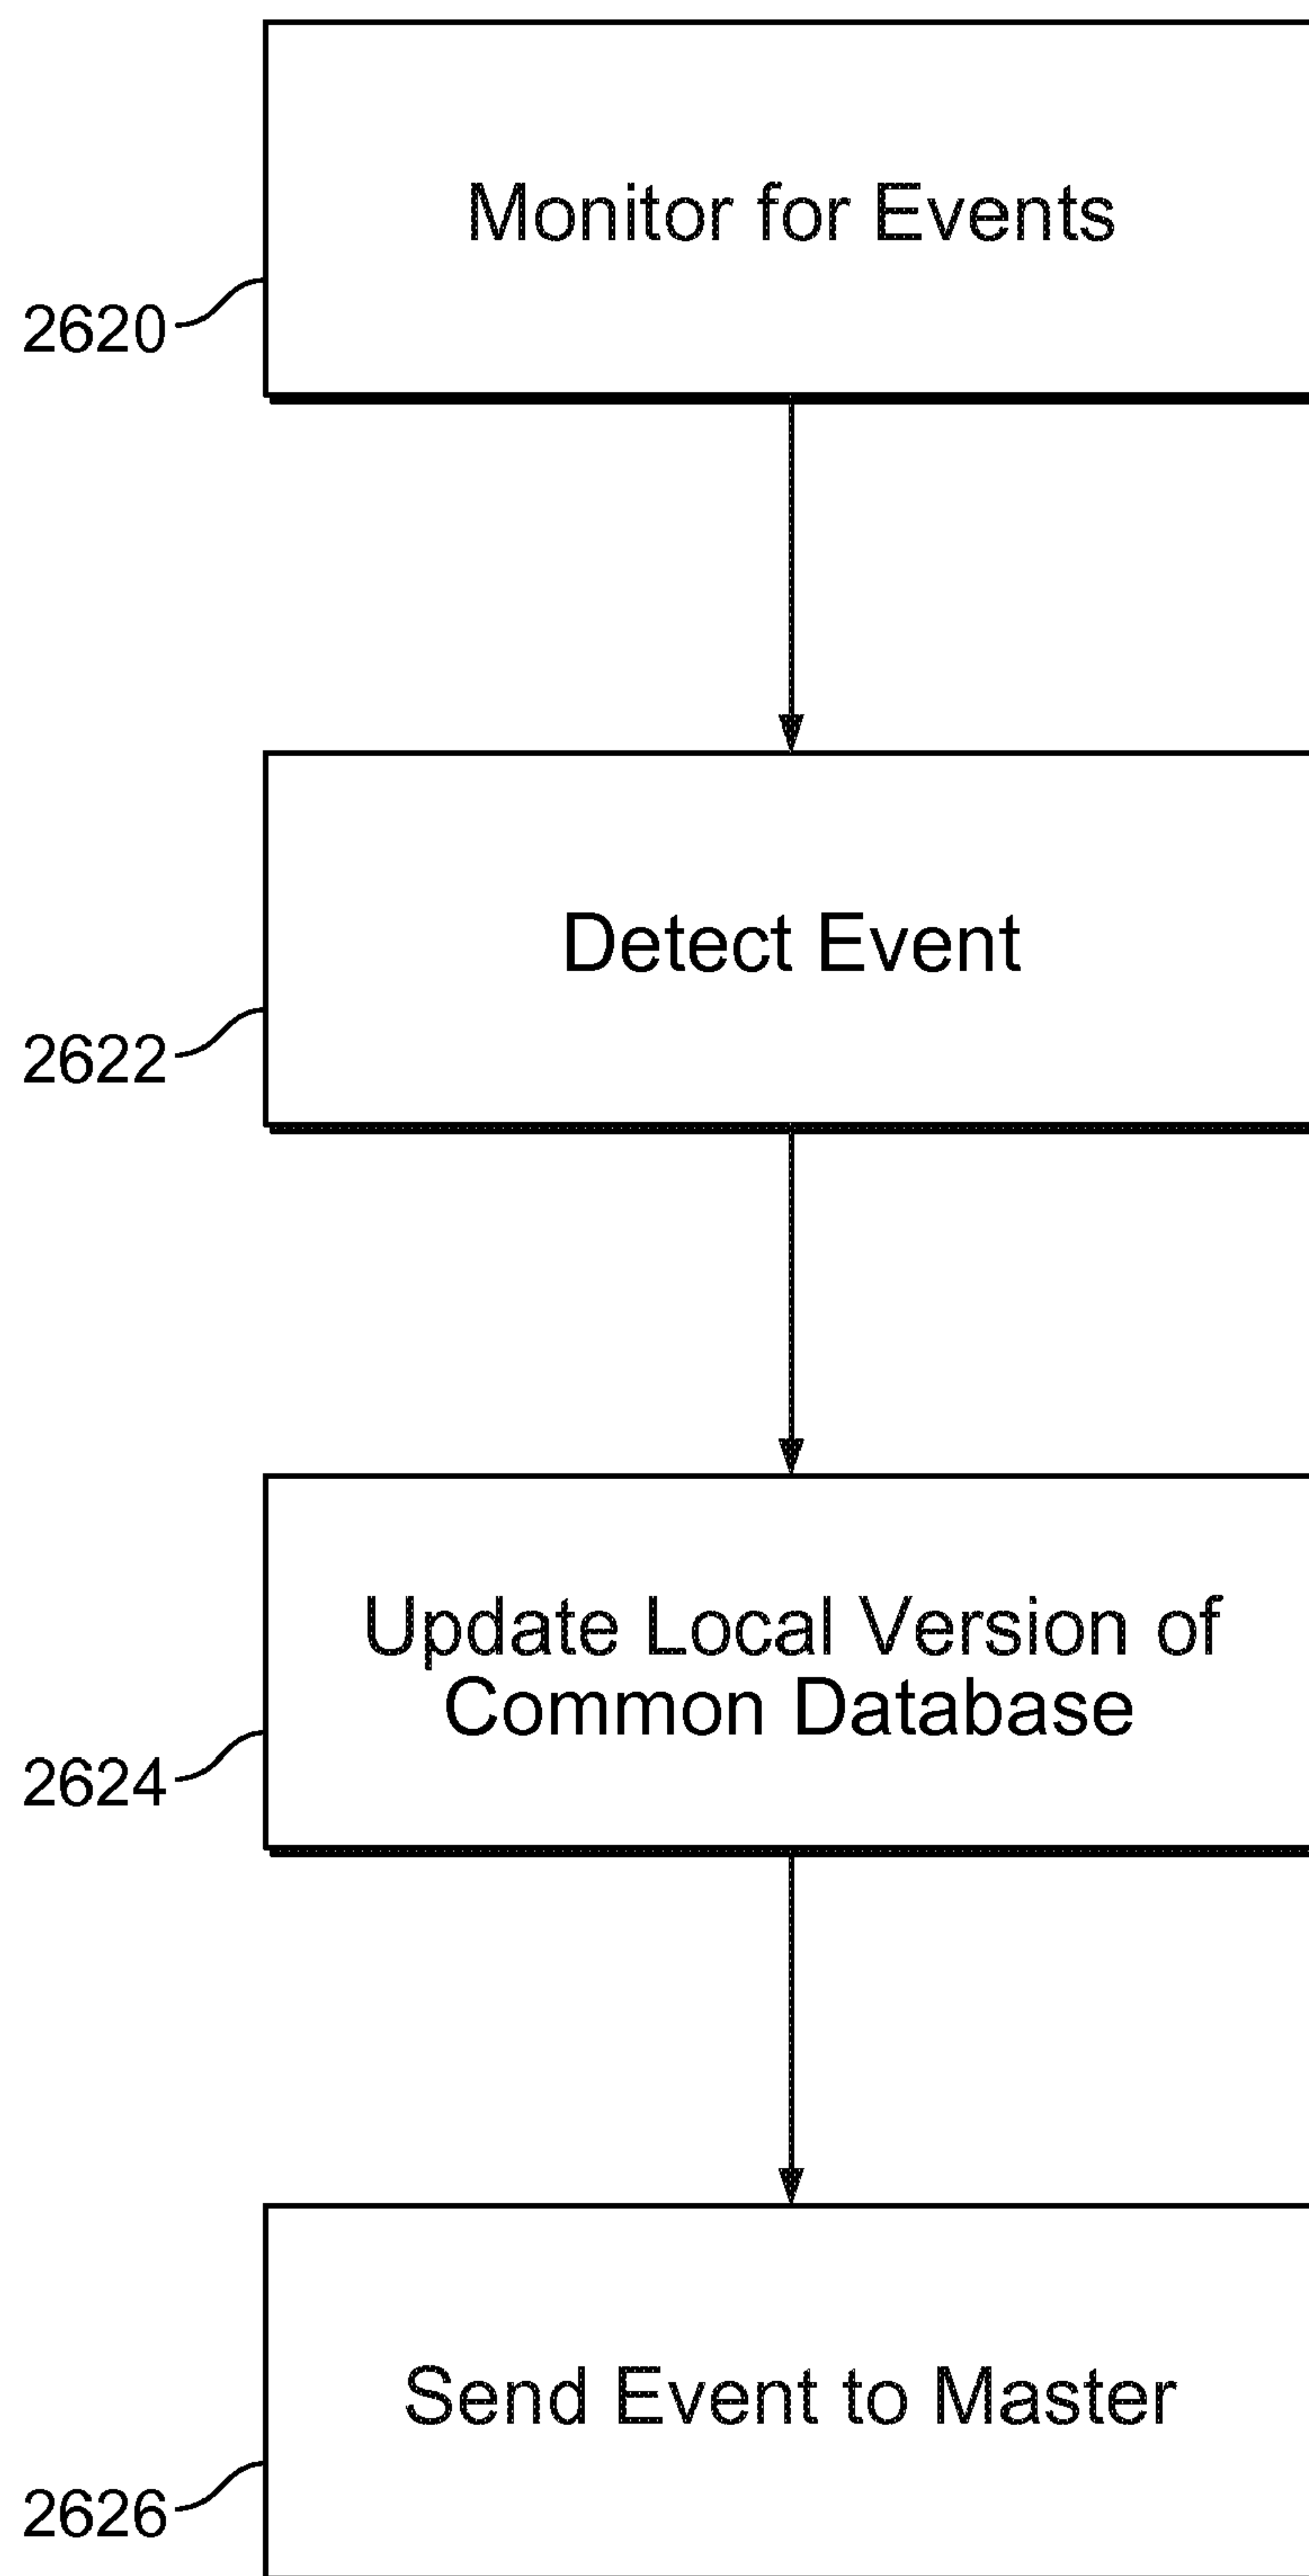 Monitor for Events
2620
Detect Event
2622
Update Local Version of
Common Database
2624
Send Event to Master
2626